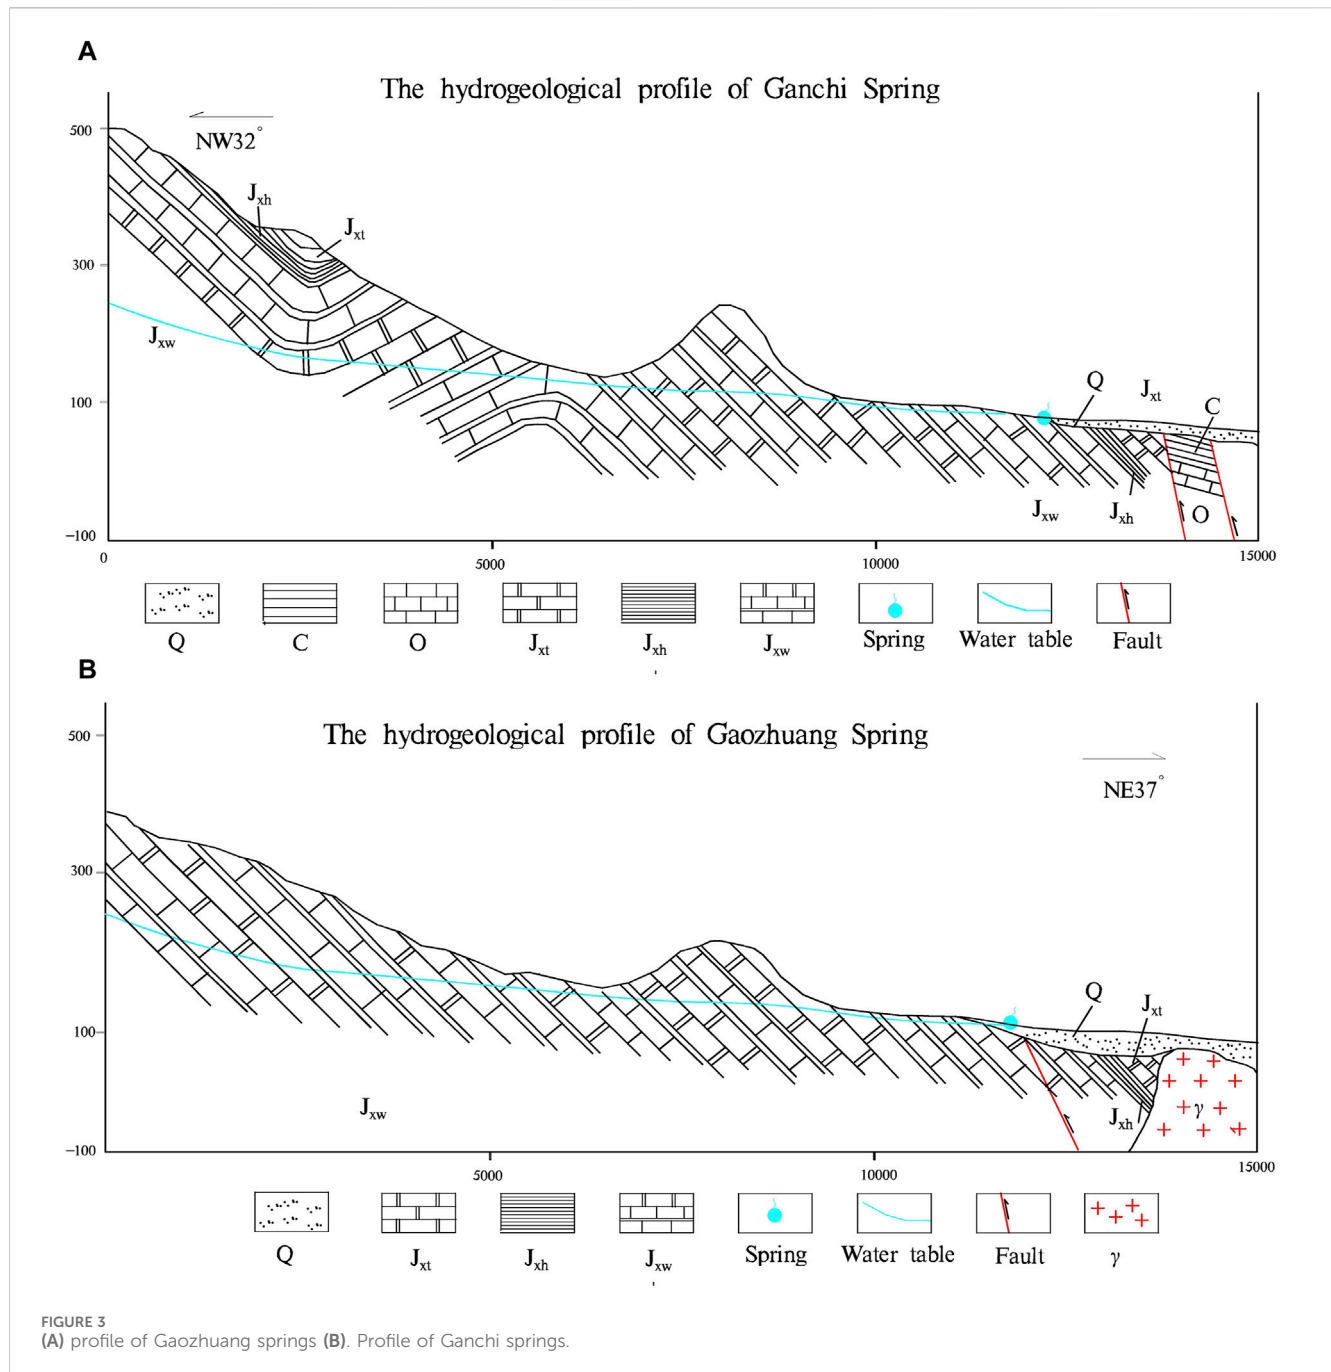 A
The hydrogeological profile of Ganchi Spring
500
NW32°
Jxh
Jxt
300
Jxw
100
Q
Jxt
C
Jxw
Jxh
O
-100
0
5000
10000
15000
Q
C
O
Jxt
Jxh
Jxw
Spring
Water table
Fault
B
The hydrogeological profile of Gaozhuang Spring
500
NE37°
300
Q
Jxt
100
Jxw
Jxh
γ
-100
5000
10000
15000
Q
Jxt
Jxh
Jxw
Spring
Water table
Fault
γ
FIGURE 3
(A) profile of Gaozhuang springs (B). Profile of Ganchi springs.